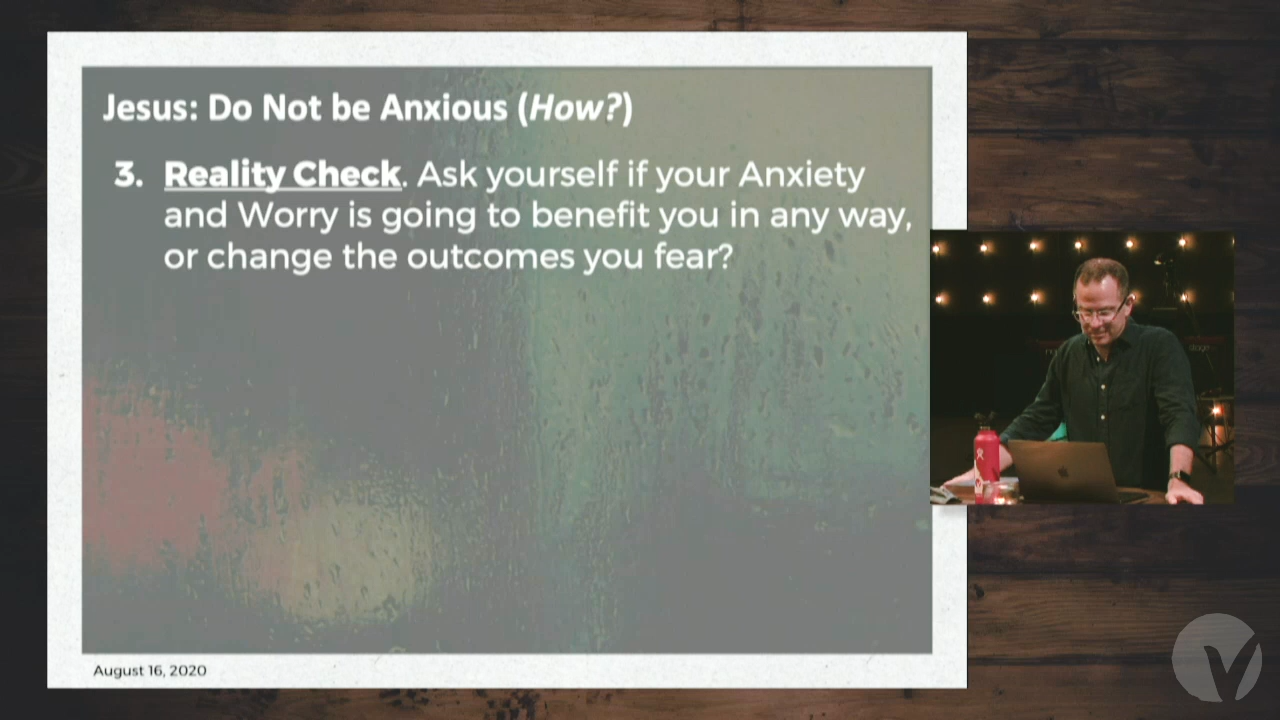 Jesus: Do Not be Anxious (How?)
3. Reality Check. Ask yourself if your Anxiety
and Worry is going to benefit you in any way,
or change the outcomes you fear?
August 16, 2020
stage